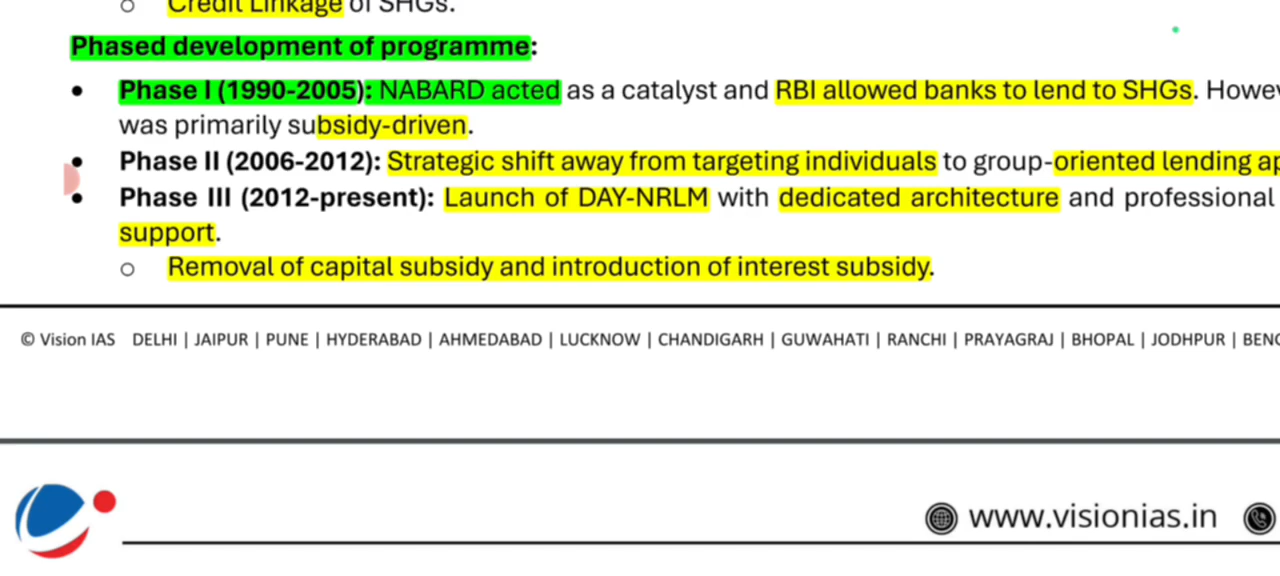 ○ Credit Linkage of SHGs.
Phased development of programme:
• Phase I (1990-2005): NABARD acted as a catalyst and RBI allowed banks to lend to SHGs.
was primarily subsidy-driven.
• Phase II (2006-2012): Strategic shift away from targeting individuals to group-oriented lending
• Phase III (2012-present): Launch of DAY-NRLM with dedicated architecture and professional
support.
○ Removal of capital subsidy and introduction of interest subsidy.
© Vision IAS DELHI | JAIPUR | PUNE | HYDERABAD | AHMEDABAD | LUCKNOW | CHANDIGARH | GUWAHATI | RANCHI | PRAYAGRAJ | BHOPAL | JODHPUR |
www.visionias.in